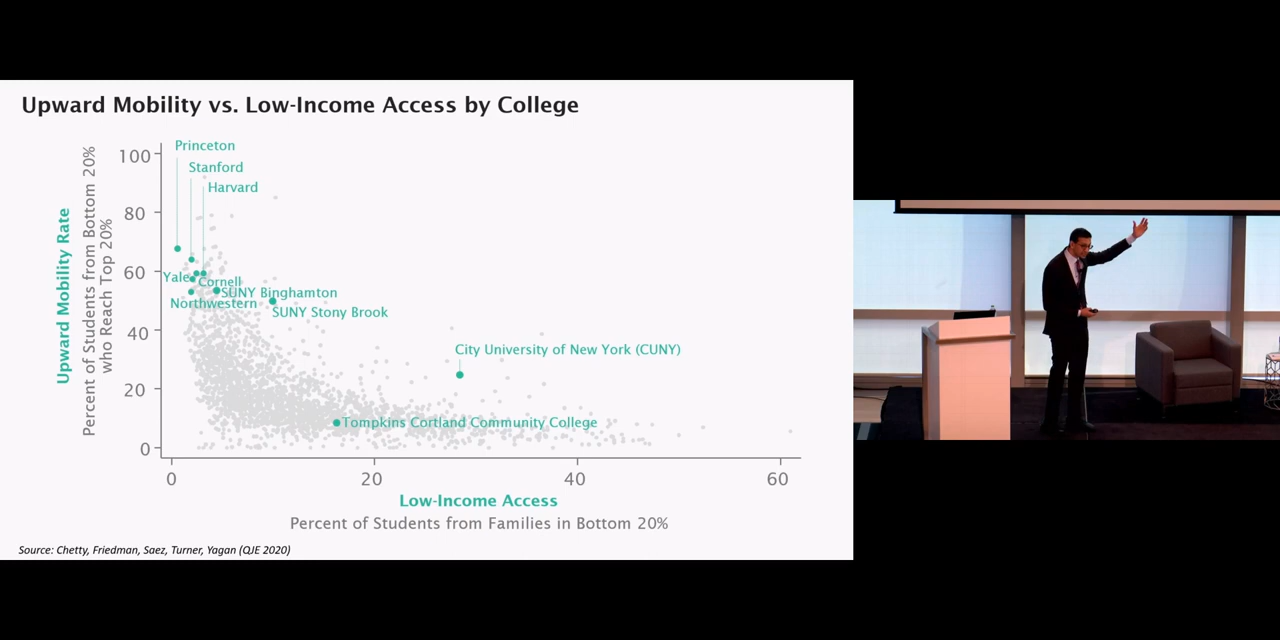 Upward Mobility vs. Low-Income Access by College
Upward Mobility Rate
Percent of Students from Bottom 20%
who Reach Top 20%
100
80
60
40
20
0
Princeton
Stanford
Harvard
Yale
Cornell
SUNY Binghamton
Northwestern
SUNY Stony Brook
City University of New York (CUNY)
Tompkins Cortland Community College
0
20
40
60
Low-Income Access
Percent of Students from Families in Bottom 20%
Source: Chetty, Friedman, Saez, Turner, Yagan (QJE 2020)